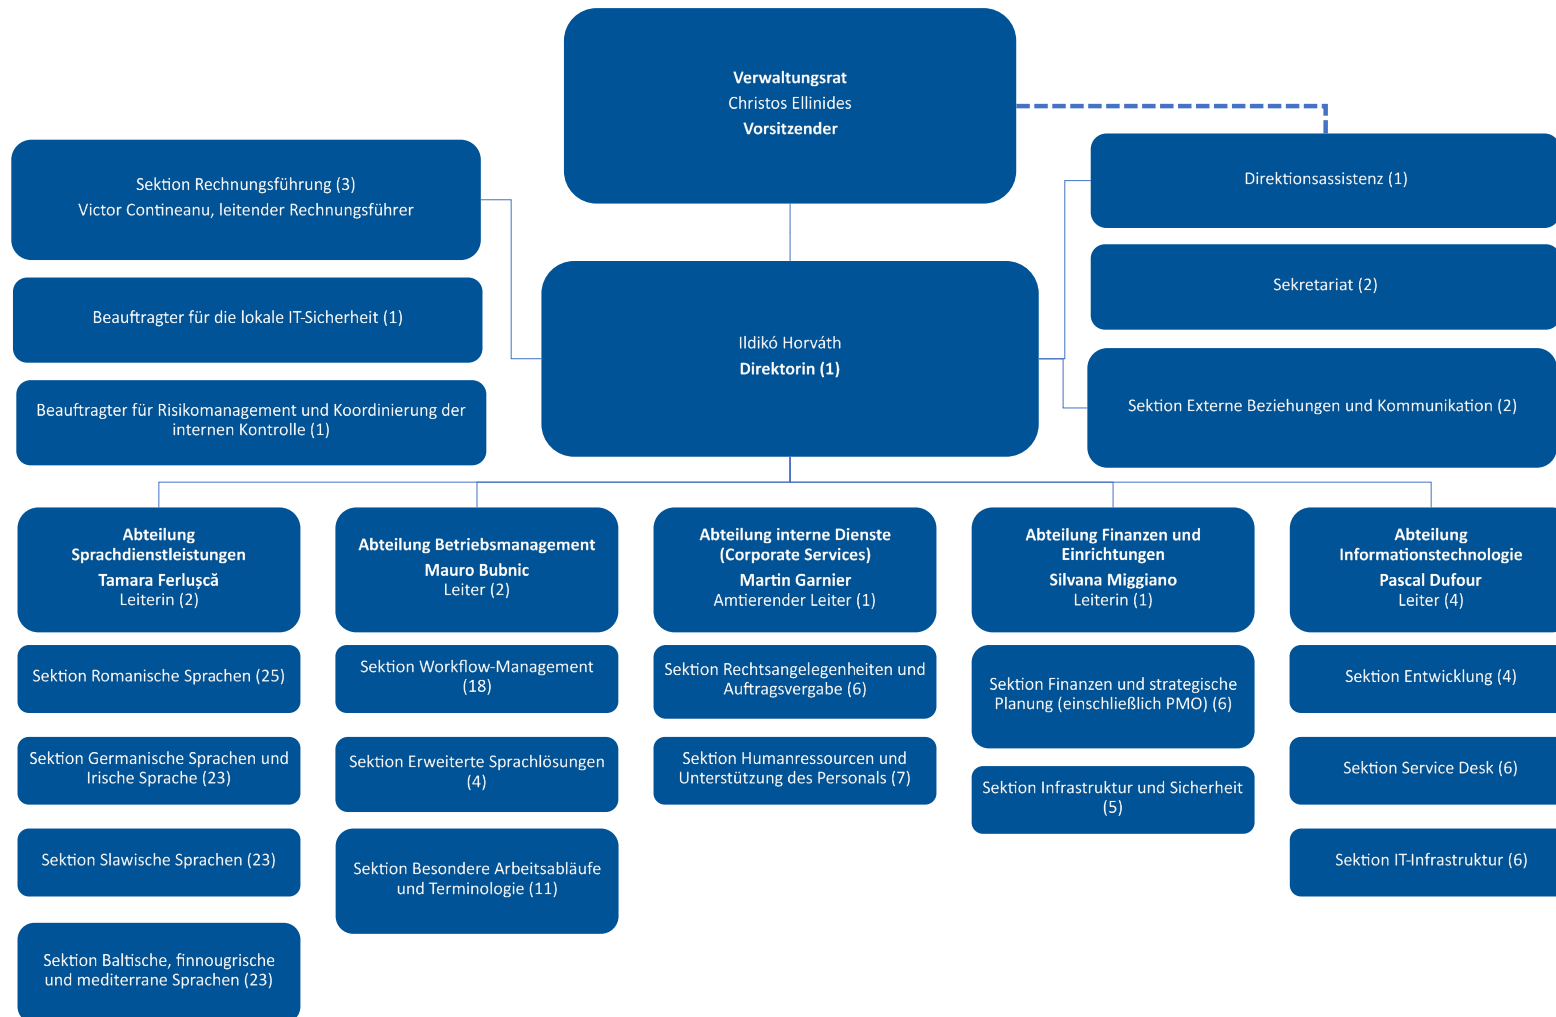 Verwaltungsrat
Christos Ellinides
Vorsitzender
Sektion Rechnungsführung (3)
Victor Contineanu, leitender Rechnungsführer
Direktionsassistenz (1)
Beauftragter für die lokale IT-Sicherheit (1)
Sekretariat (2)
Ildikó Horváth
Direktorin (1)
Beauftragter für Risikomanagement und Koordinierung der
internen Kontrolle (1)
Sektion Externe Beziehungen und Kommunikation (2)
Abteilung
Sprachdienstleistungen
Tamara Ferlușcă
Leiterin (2)
Sektion Romanische Sprachen (25)
Sektion Germanische Sprachen und
Irische Sprache (23)
Sektion Slawische Sprachen (23)
Sektion Baltische, finnougrische
und mediterrane Sprachen (23)
Abteilung Betriebsmanagement
Mauro Bubnic
Leiter (2)
Sektion Workflow-Management
(18)
Sektion Erweiterte Sprachlösungen
(4)
Sektion Besondere Arbeitsabläufe
und Terminologie (11)
Abteilung interne Dienste
(Corporate Services)
Martin Garnier
Amtierender Leiter (1)
Sektion Rechtsangelegenheiten und
Auftragsvergabe (6)
Sektion Humanressourcen und
Unterstützung des Personals (7)
Abteilung Finanzen und
Einrichtungen
Silvana Miggiano
Leiterin (1)
Sektion Finanzen und strategische
Planung (einschließlich PMO) (6)
Sektion Infrastruktur und Sicherheit
(5)
Abteilung
Informationstechnologie
Pascal Dufour
Leiter (4)
Sektion Entwicklung (4)
Sektion Service Desk (6)
Sektion IT-Infrastruktur (6)